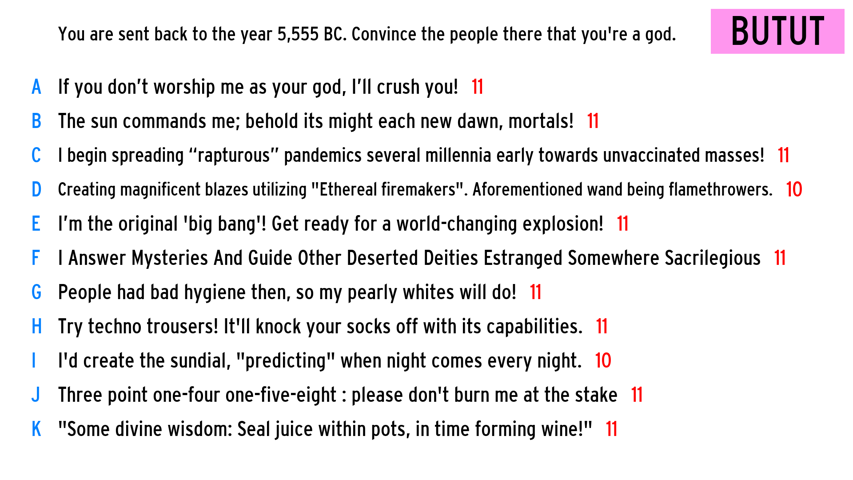 You are sent back to the year 5,555 BC. Convince the people there that you're a god.
BUTUT
A If you don’t worship me as your god, I’ll crush you! 11
B The sun commands me; behold its might each new dawn, mortals! 11
C I begin spreading “rapturous” pandemics several millennia early towards unvaccinated masses! 11
D Creating magnificent blazes utilizing "Ethereal firemakers". Aforementioned wand being flamethrowers. 10
E I’m the original 'big bang'! Get ready for a world-changing explosion! 11
F I Answer Mysteries And Guide Other Deserted Deities Estranged Somewhere Sacrilegious 11
G People had bad hygiene then, so my pearly whites will do! 11
H Try techno trousers! It'll knock your socks off with its capabilities. 11
I I'd create the sundial, "predicting" when night comes every night. 10
J Three point one-four one-five-eight : please don't burn me at the stake 11
K "Some divine wisdom: Seal juice within pots, in time forming wine!" 11